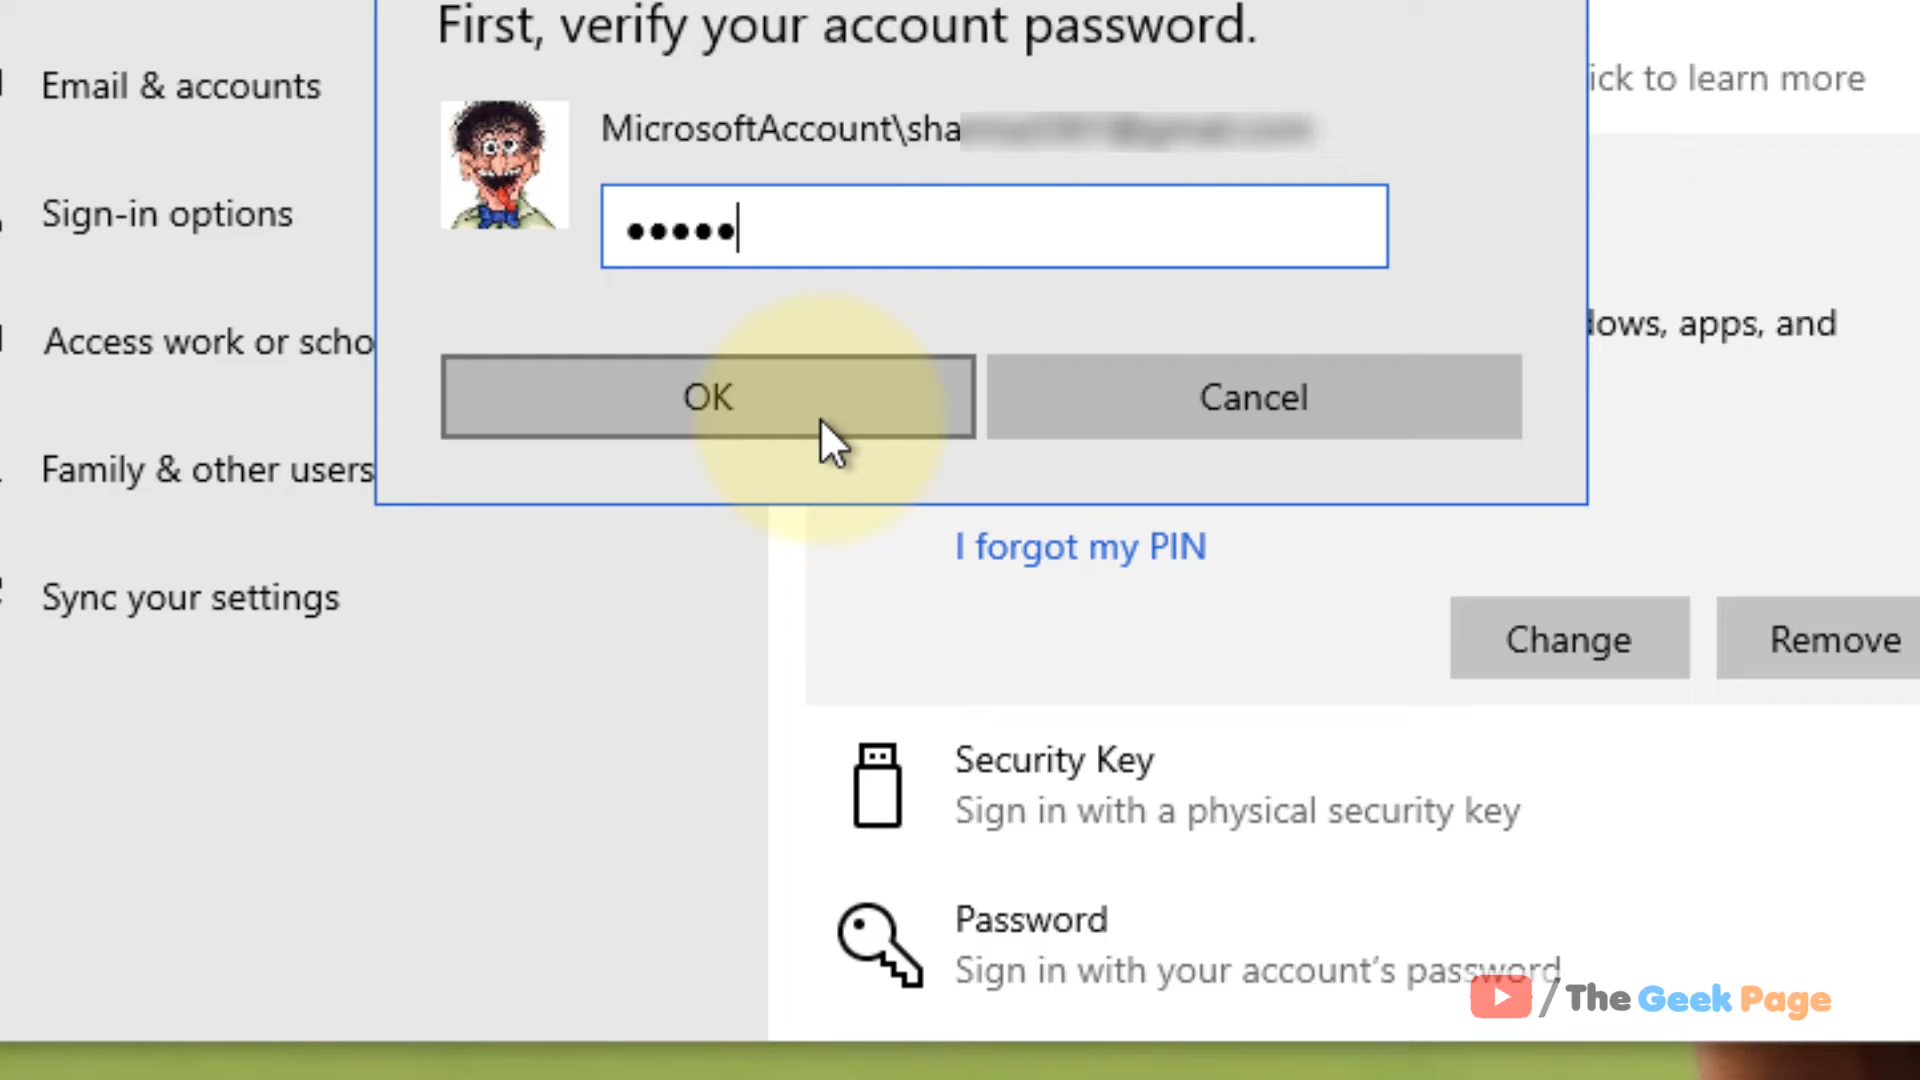 First, verify your account password.
Email & accounts
ick to learn more
MicrosoftAccount\sha
Sign-in options
dows, apps, and
Access work or scho
OK
Cancel
Family & other users
I forgot my PIN
Sync your settings
Change
Remove
Security Key
Sign in with a physical security key
Password
Sign in with your account's password
/ The Geek Page